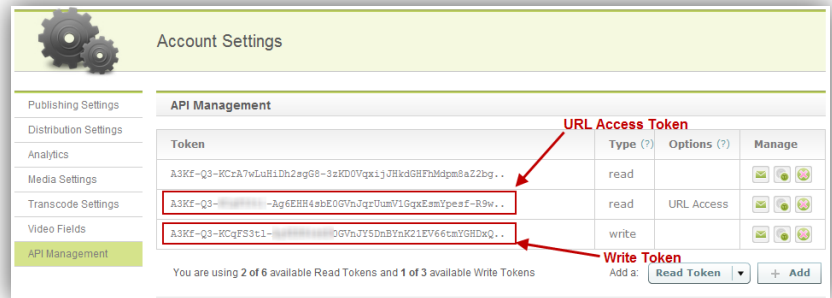 Account Settings
Publishing Settings
Distribution Settings
Analytics
Media Settings
Transcode Settings
Video Fields
API Management
API Management
URL Access Token
Token Type (?) Options (?) Manage
A3Kf-Q3-KCrA7wLuHiDh2sgG8-3zKD0VqxijJHkdGHFhMdpm8aZ2bg.. read
A3Kf-Q3- -Ag6EHH4sbE0GVnJqrUumV1GqxEsmYpesf-R9w.. read URL Access
A3Kf-Q3-KCqFS3tl- 0GVnJY5DnBYnK21EV66tmYGHDxQ.. write
Write Token
You are using 2 of 6 available Read Tokens and 1 of 3 available Write Tokens Add a: Read Token + Add